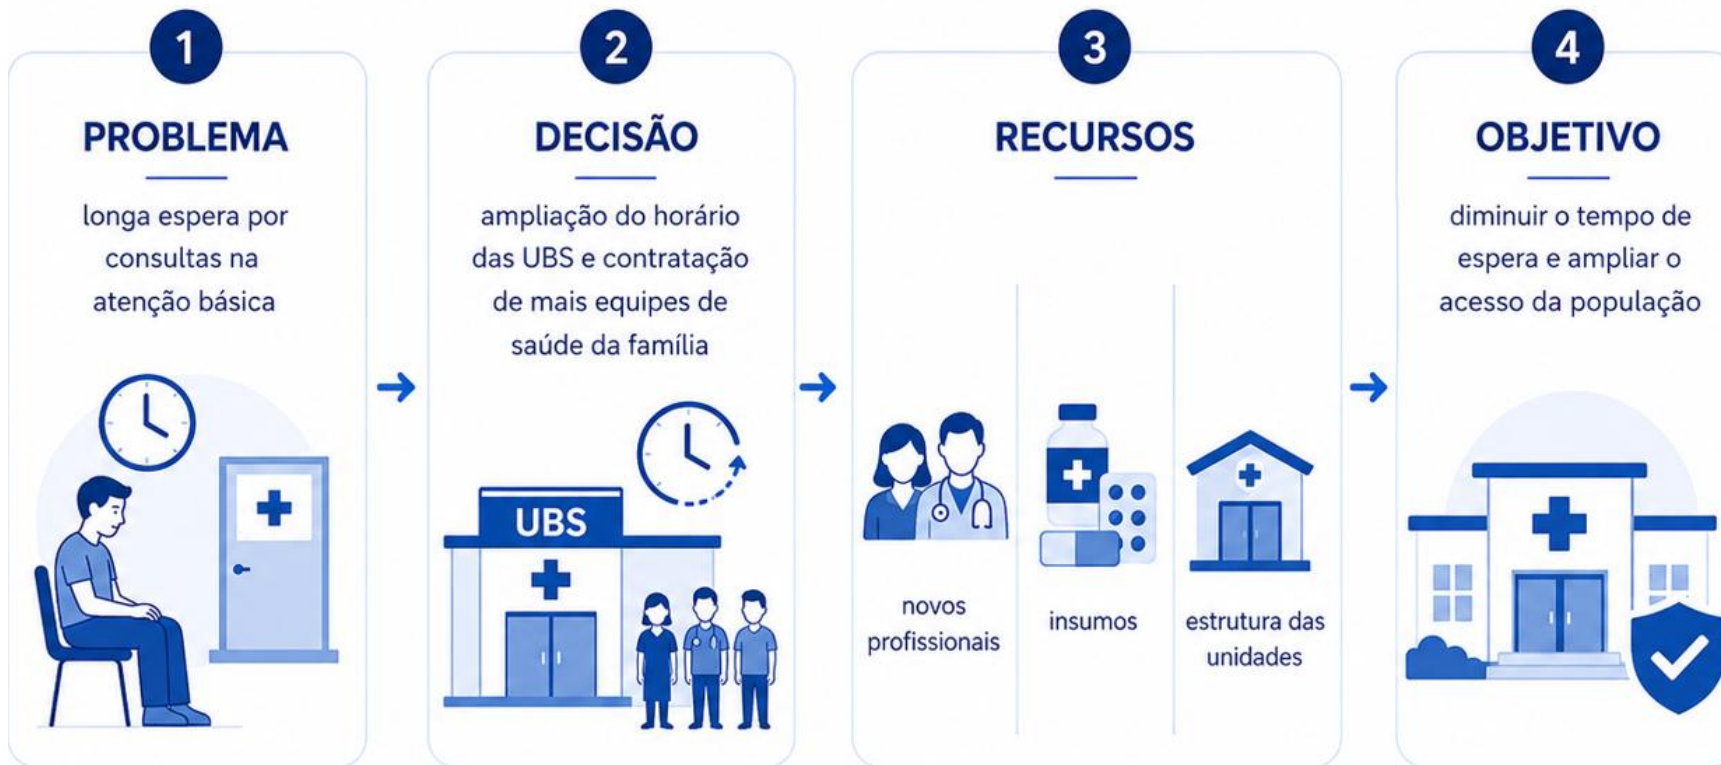 1
PROBLEMA
longa espera por
consultas na
atenção básica
2
DECISÃO
ampliação do horário
das UBS e contratação
de mais equipes de
saúde da família
UBS
3
RECURSOS
novos
profissionais
insumos
estrutura das
unidades
4
OBJETIVO
diminuir o tempo de
espera e ampliar o
acesso da população